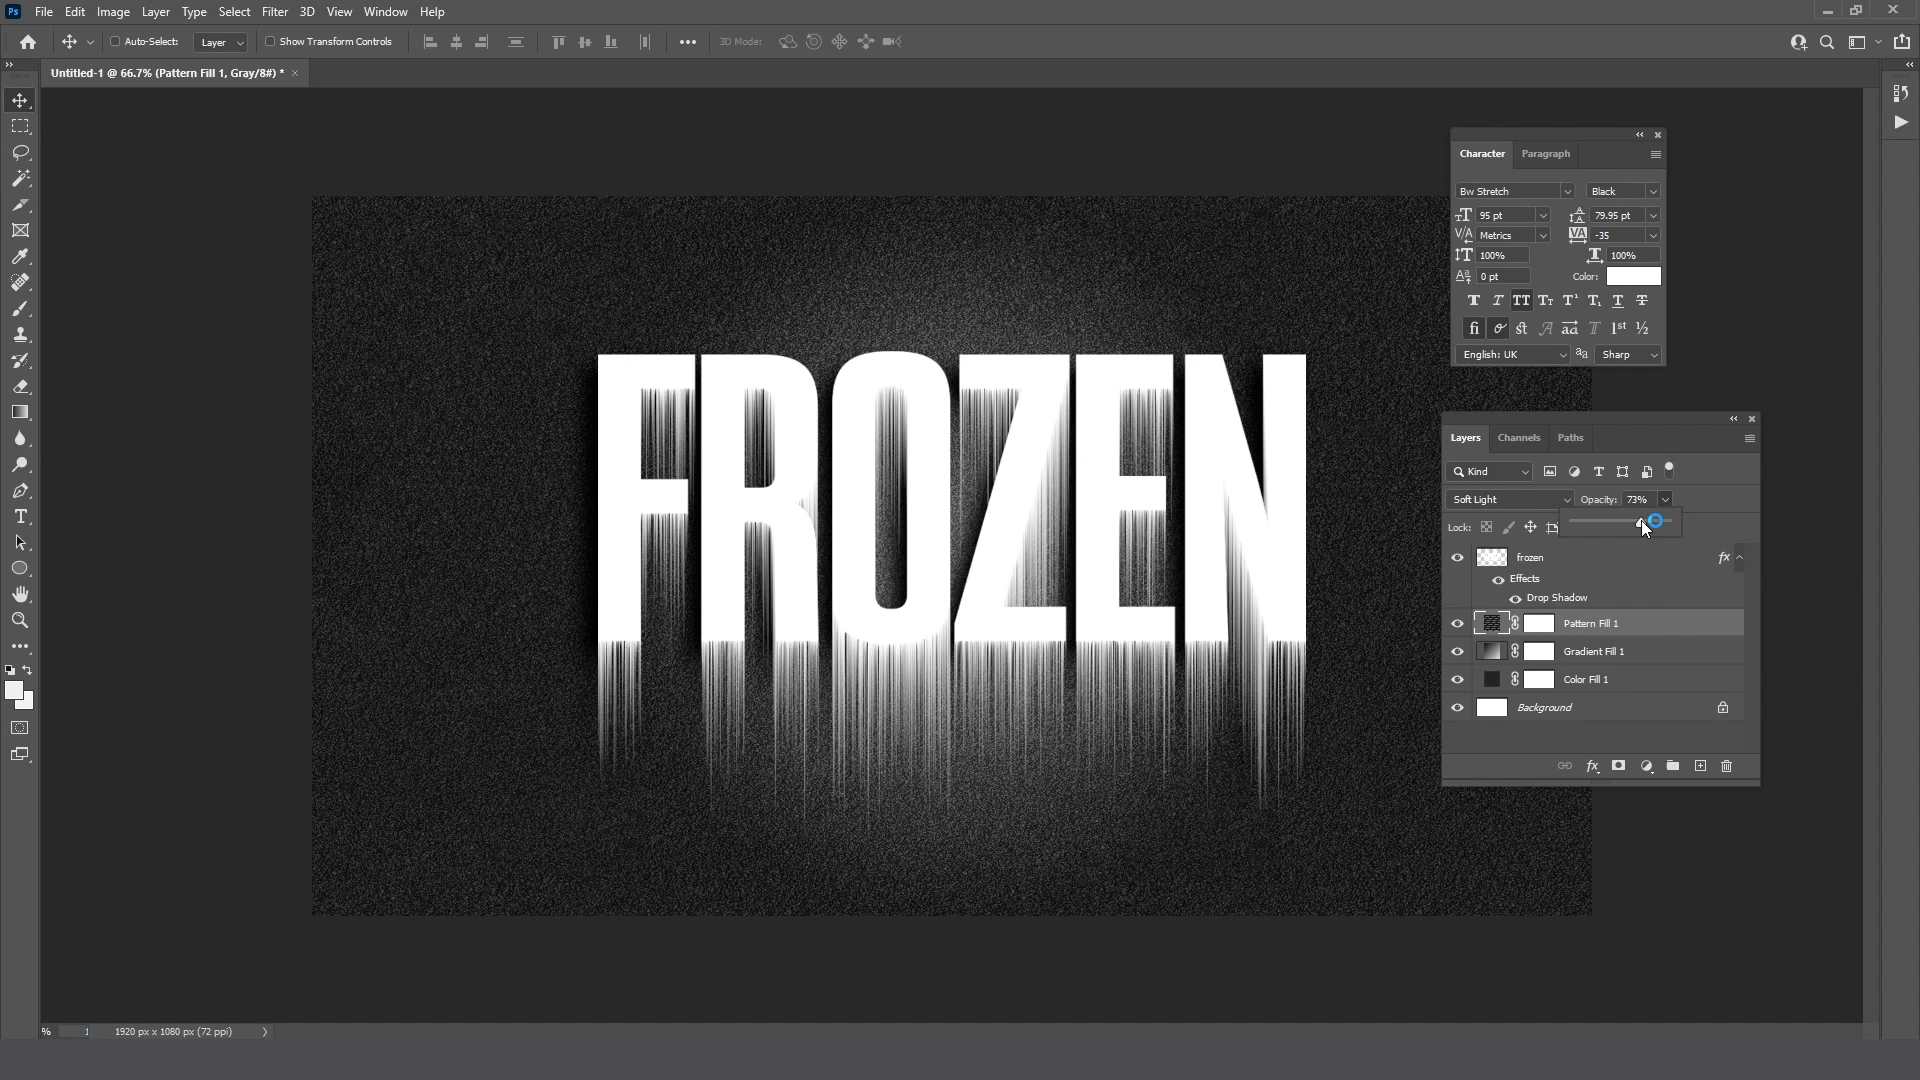 Ps File Edit Image Layer Type Select Filter 3D View Window Help
Auto-Select: Layer Show Transform Controls 3D Mode:
Untitled-1 @ 66.7% (Pattern Fill 1, Gray/8#) *
Character Paragraph
Bw Stretch Black
95 pt 79.95 pt
Metrics -35
100% 100%
0 pt Color:
English: UK Sharp
FROZEN
Layers Channels Paths
Kind
Soft Light Opacity: 73%
Lock:
frozen fx
Effects
Drop Shadow
Pattern Fill 1
Gradient Fill 1
Color Fill 1
Background
fx
% 1 1920 px x 1080 px (72 ppi)